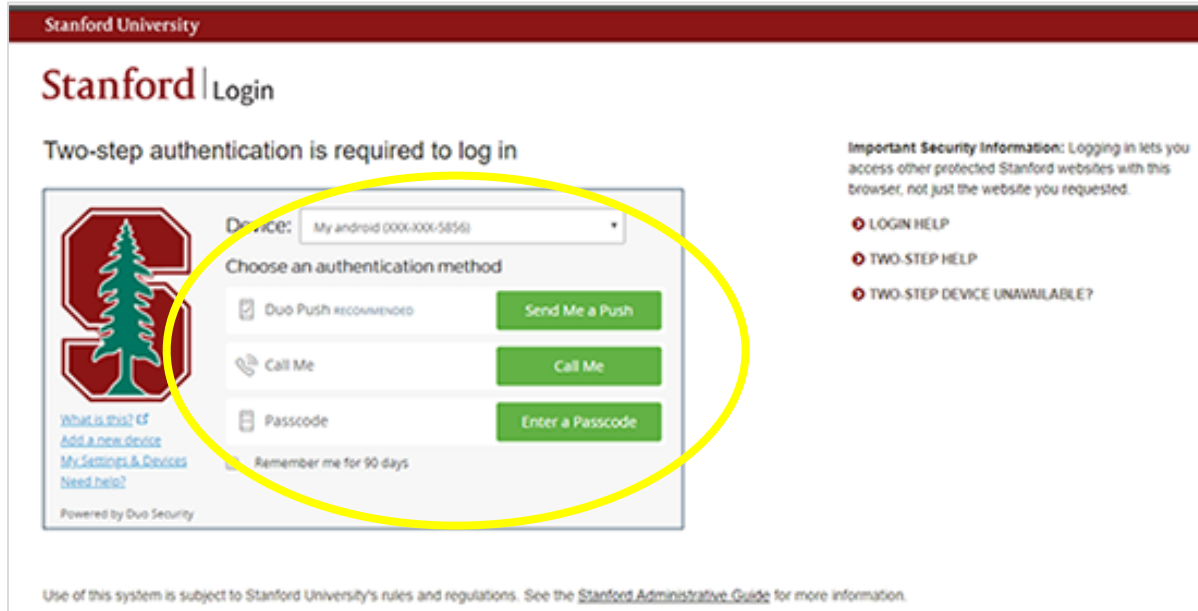 Stanford University
Stanford Login
Two-step authentication is required to log in
Device: My android (XXX-XXX-5856)
Choose an authentication method
Duo Push RECOMMENDED Send Me a Push
Call Me Call Me
Passcode Enter a Passcode
Remember me for 90 days
What is this?
Add a new device
My Settings & Devices
Need help?
Powered by Duo Security
Important Security Information: Logging in lets you
access other protected Stanford websites with this
browser, not just the website you requested.
LOGIN HELP
TWO-STEP HELP
TWO-STEP DEVICE UNAVAILABLE?
Use of this system is subject to Stanford University's rules and regulations. See the Stanford Administrative Guide for more information.